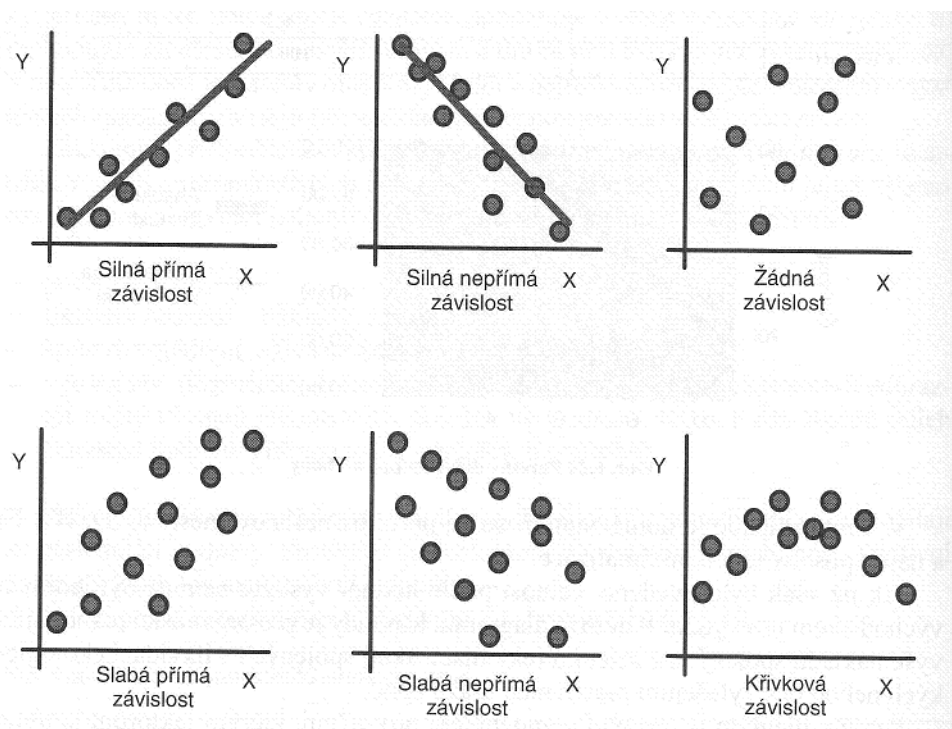 Y
Silná přímá
závislost
X
Y
Silná nepřímá
závislost
X
Y
Žádná
závislost
X
Y
Slabá přímá
závislost
X
Y
Slabá nepřímá
závislost
X
Y
Křivková
závislost
X